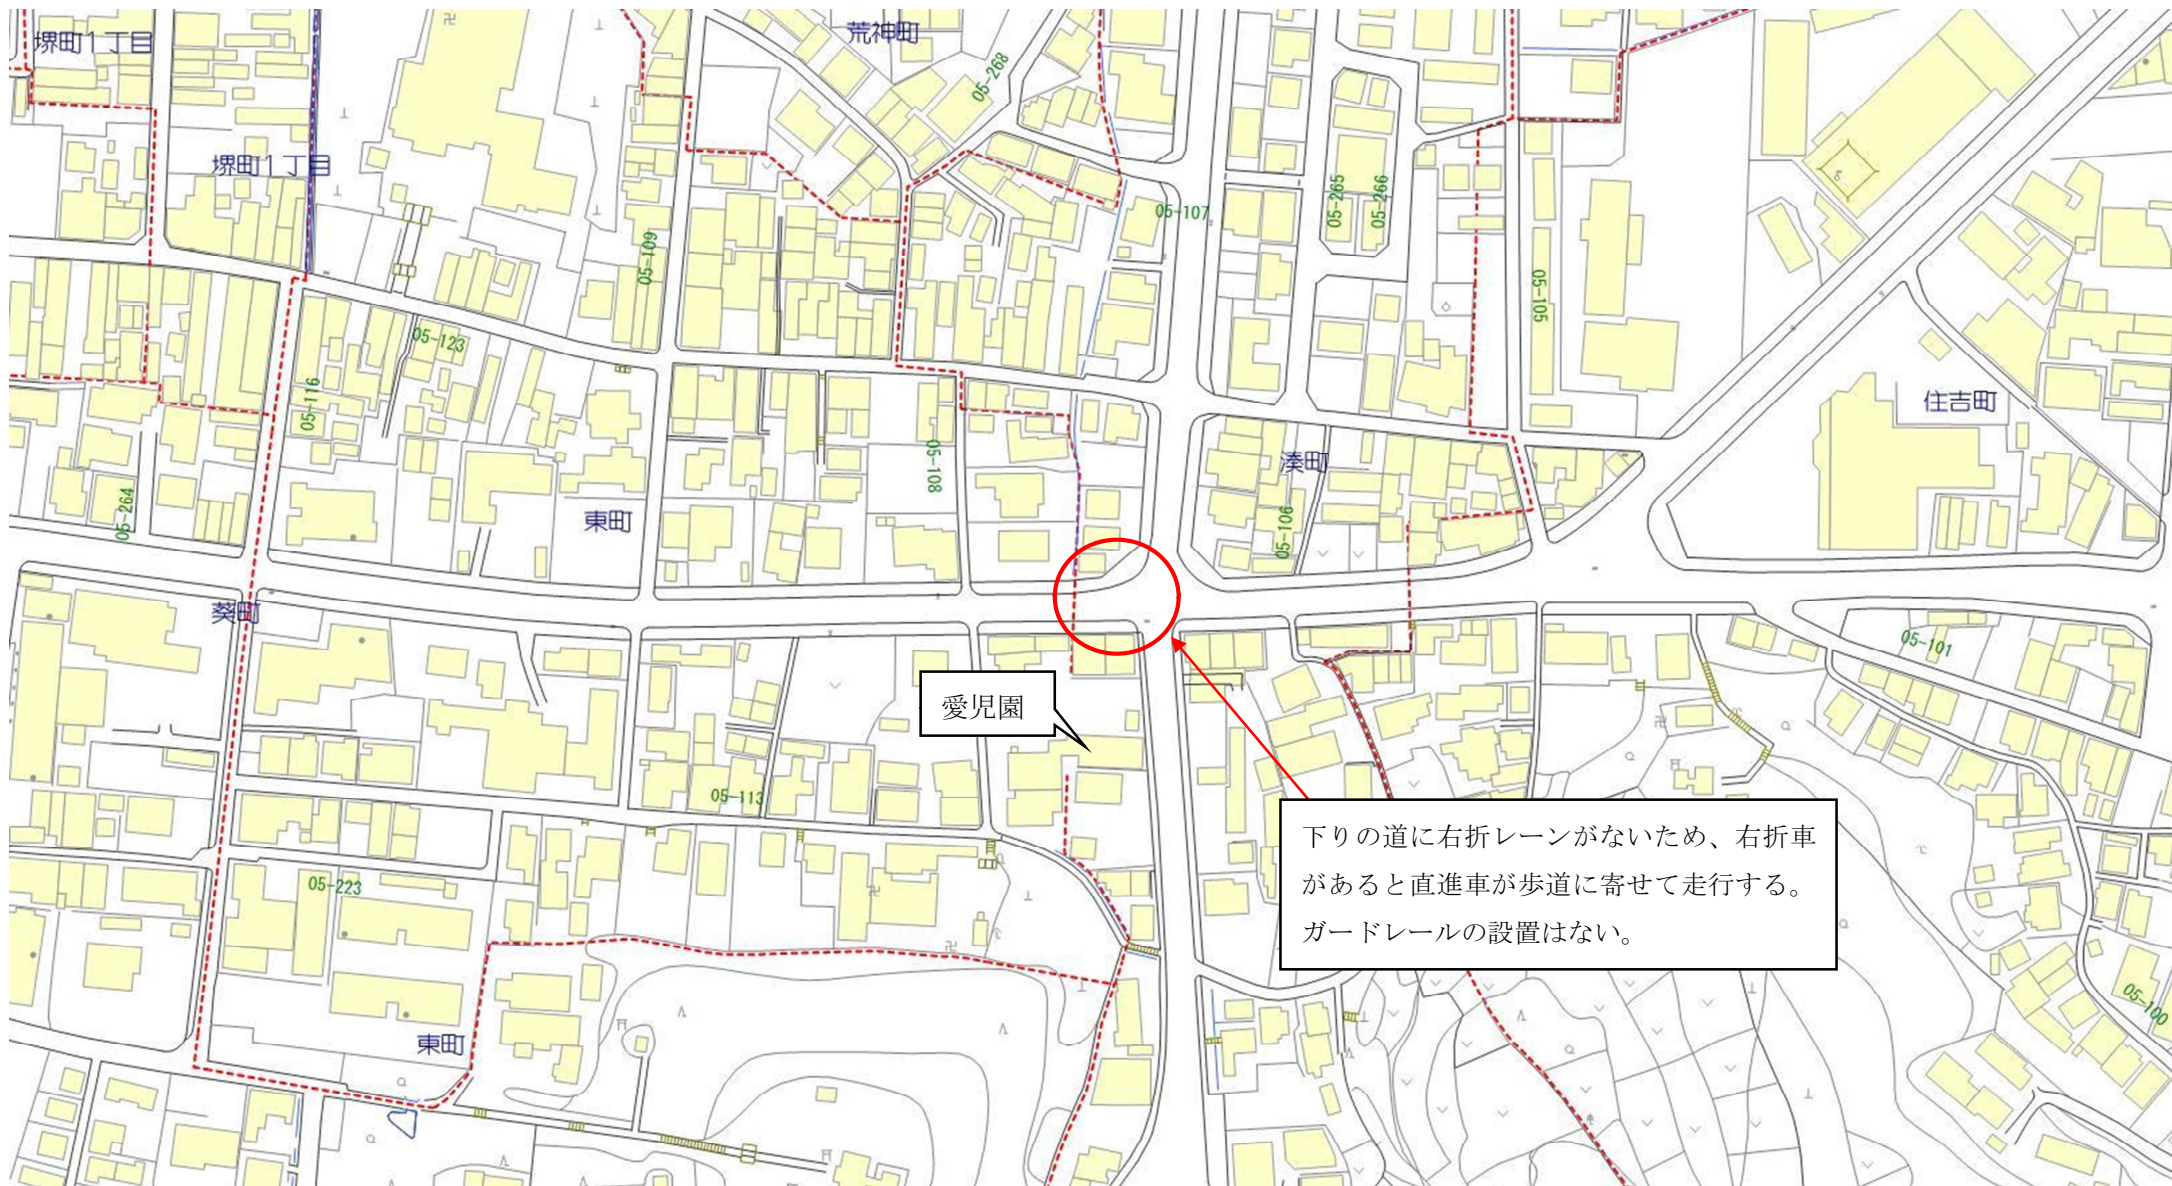 堺町1丁目
荒神町
05-268
堺町1丁目
05-107
05-265
05-266
05-109
05-105
05-123
05-116
住吉町
05-108
湊町
05-264
東町
05-106
葵町
05-101
愛児園
05-113
下りの道に右折レーンがないため、右折車
があると直進車が歩道に寄せて走行する。
ガードレールの設置はない。
05-223
05-100
東町